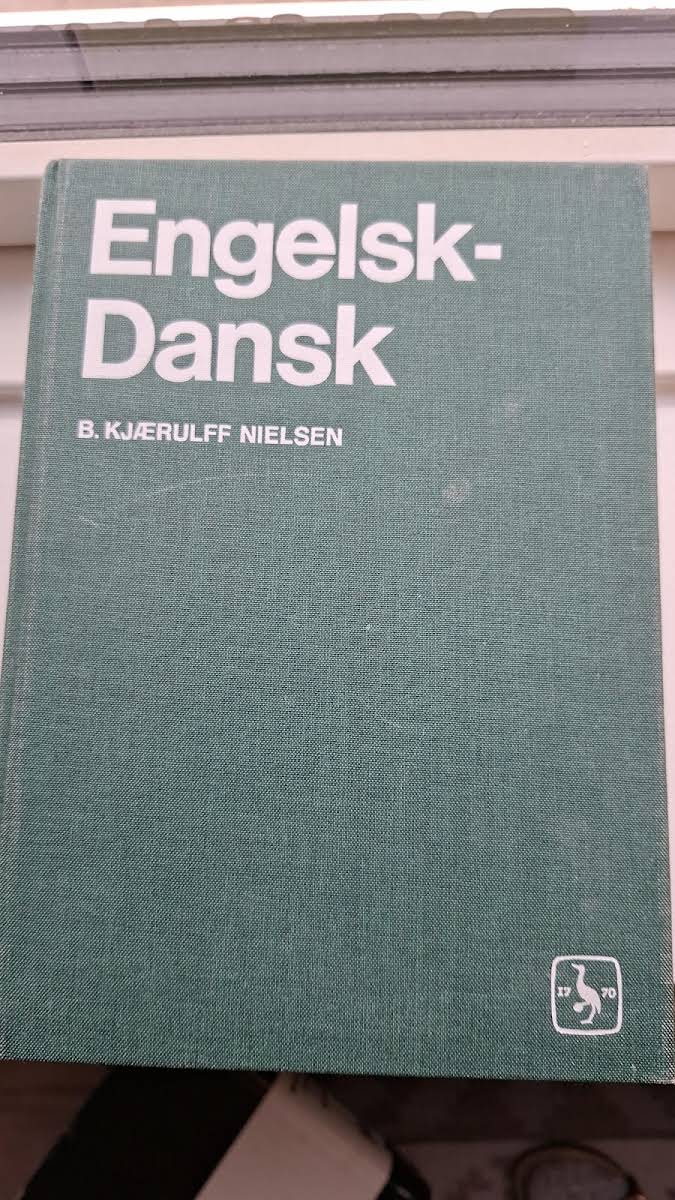 Engelsk-
Dansk
B. KJÆRULFF NIELSEN
17 70